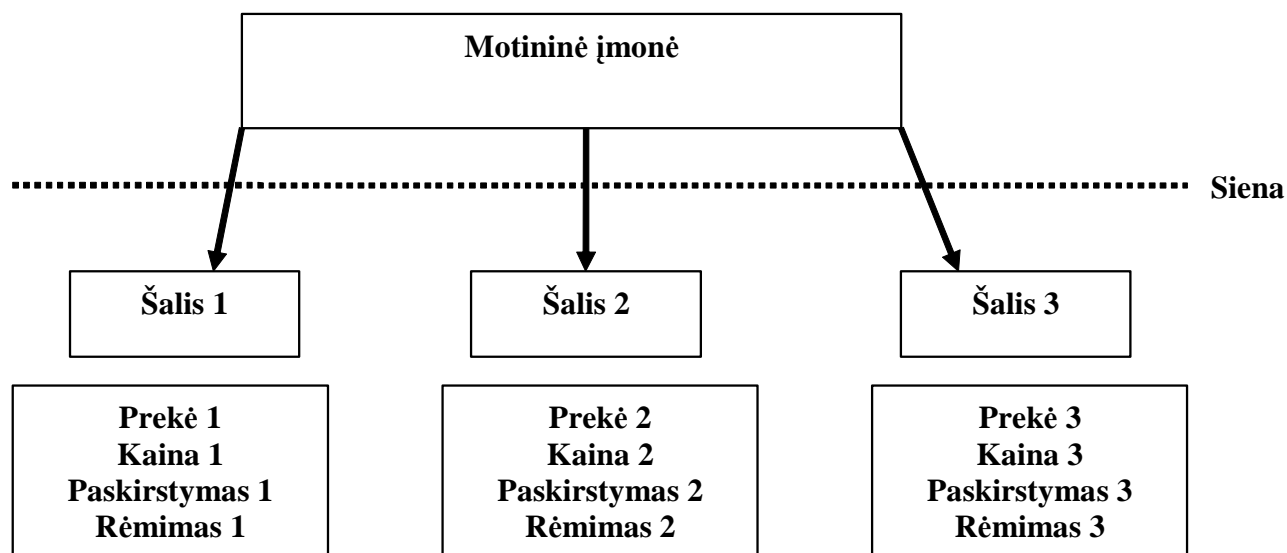 Motininė įmonė
Siena
Šalis 1
Šalis 2
Šalis 3
Prekė 1
Kaina 1
Paskirstymas 1
Rėmimas 1
Prekė 2
Kaina 2
Paskirstymas 2
Rėmimas 2
Prekė 3
Kaina 3
Paskirstymas 3
Rėmimas 3